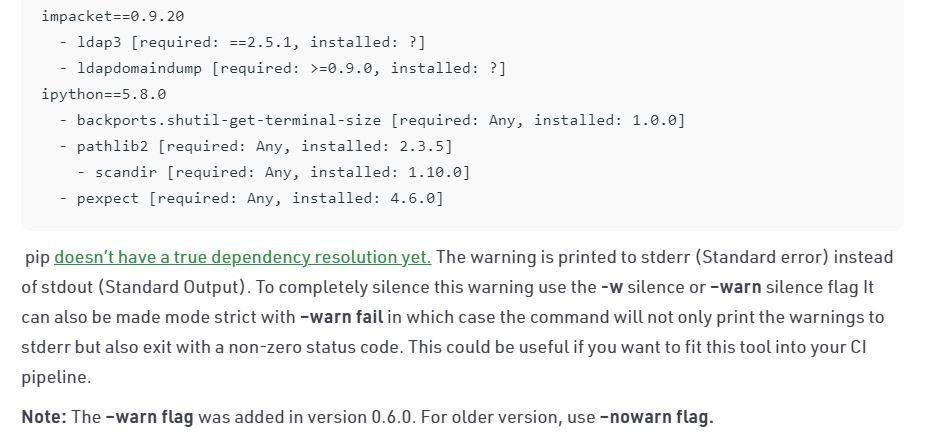 impacket==0.9.20
- ldap3 [required: ==2.5.1, installed: ?]
- ldapdomaindump [required: >=0.9.0, installed: ?]
ipython==5.8.0
- backports.shutil-get-terminal-size [required: Any, installed: 1.0.0]
- pathlib2 [required: Any, installed: 2.3.5]
- scandir [required: Any, installed: 1.10.0]
- pexpect [required: Any, installed: 4.6.0]
pip doesn't have a true dependency resolution yet. The warning is printed to stderr (Standard error) instead
of stdout (Standard Output). To completely silence this warning use the -w silence or –warn silence flag It
can also be made mode strict with –warn fail in which case the command will not only print the warnings to
stderr but also exit with a non-zero status code. This could be useful if you want to fit this tool into your CI
pipeline.
Note: The –warn flag was added in version 0.6.0. For older version, use –nowarn flag.